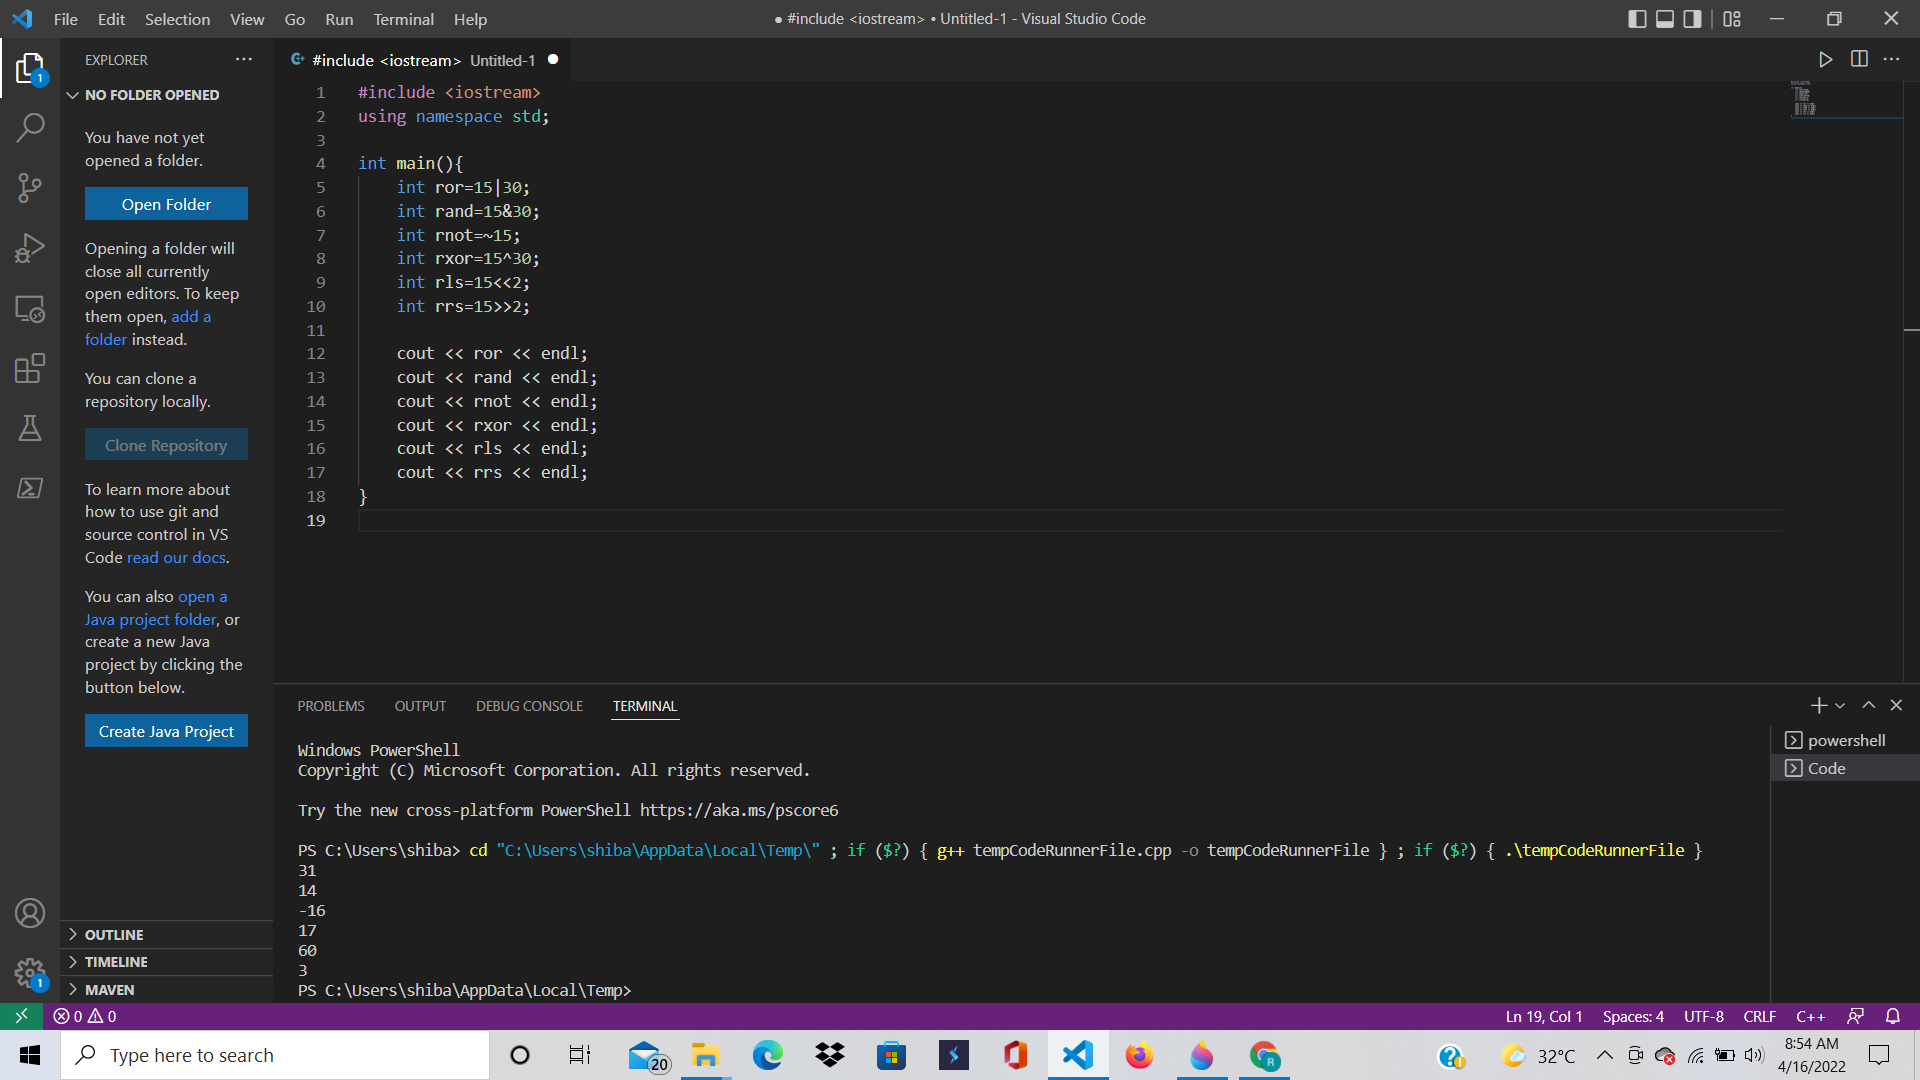 File Edit Selection View Go Run Terminal Help
● #include <iostream> • Untitled-1 - Visual Studio Code
EXPLORER
NO FOLDER OPENED
You have not yet
opened a folder.
Open Folder
Opening a folder will
close all currently
open editors. To keep
them open, add a
folder instead.
You can clone a
repository locally.
Clone Repository
To learn more about
how to use git and
source control in VS
Code read our docs.
You can also open a
Java project folder, or
create a new Java
project by clicking the
button below.
Create Java Project
OUTLINE
TIMELINE
MAVEN
1
1
#include <iostream> Untitled-1
1 #include <iostream>
2 using namespace std;
3
4 int main(){
5     int ror=15|30;
6     int rand=15&30;
7     int rnot=~15;
8     int rxor=15^30;
9     int rls=15<<2;
10     int rrs=15>>2;
11
12     cout << ror << endl;
13     cout << rand << endl;
14     cout << rnot << endl;
15     cout << rxor << endl;
16     cout << rls << endl;
17     cout << rrs << endl;
18 }
19
PROBLEMS OUTPUT DEBUG CONSOLE TERMINAL
Windows PowerShell
Copyright (C) Microsoft Corporation. All rights reserved.
Try the new cross-platform PowerShell https://aka.ms/pscore6
PS C:\Users\shiba> cd "C:\Users\shiba\AppData\Local\Temp\" ; if ($?) { g++ tempCodeRunnerFile.cpp -o tempCodeRunnerFile } ; if ($?) { .\tempCodeRunnerFile }
31
14
-16
17
60
3
PS C:\Users\shiba\AppData\Local\Temp>
powershell
Code
0 0
Ln 19, Col 1 Spaces: 4 UTF-8 CRLF C++
Type here to search
20
R
32°C
8:54 AM
4/16/2022